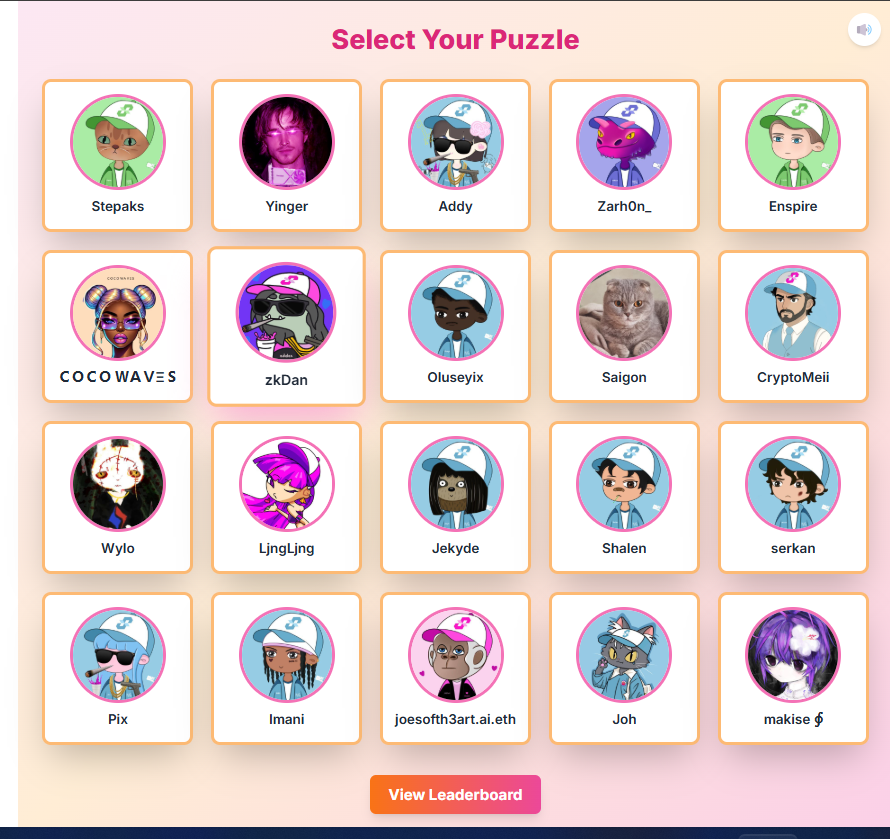 Select Your Puzzle
Stepaks
Yinger
Addy
Zarh0n_
Enspire
COCOWAVES
COCOWAVΞS
zkDan
Oluseyix
Saigon
CryptoMeii
Wylo
LjngLjng
Jekyde
Shalen
serkan
Pix
Imani
joesofth3art.ai.eth
Joh
makise ∮
View Leaderboard